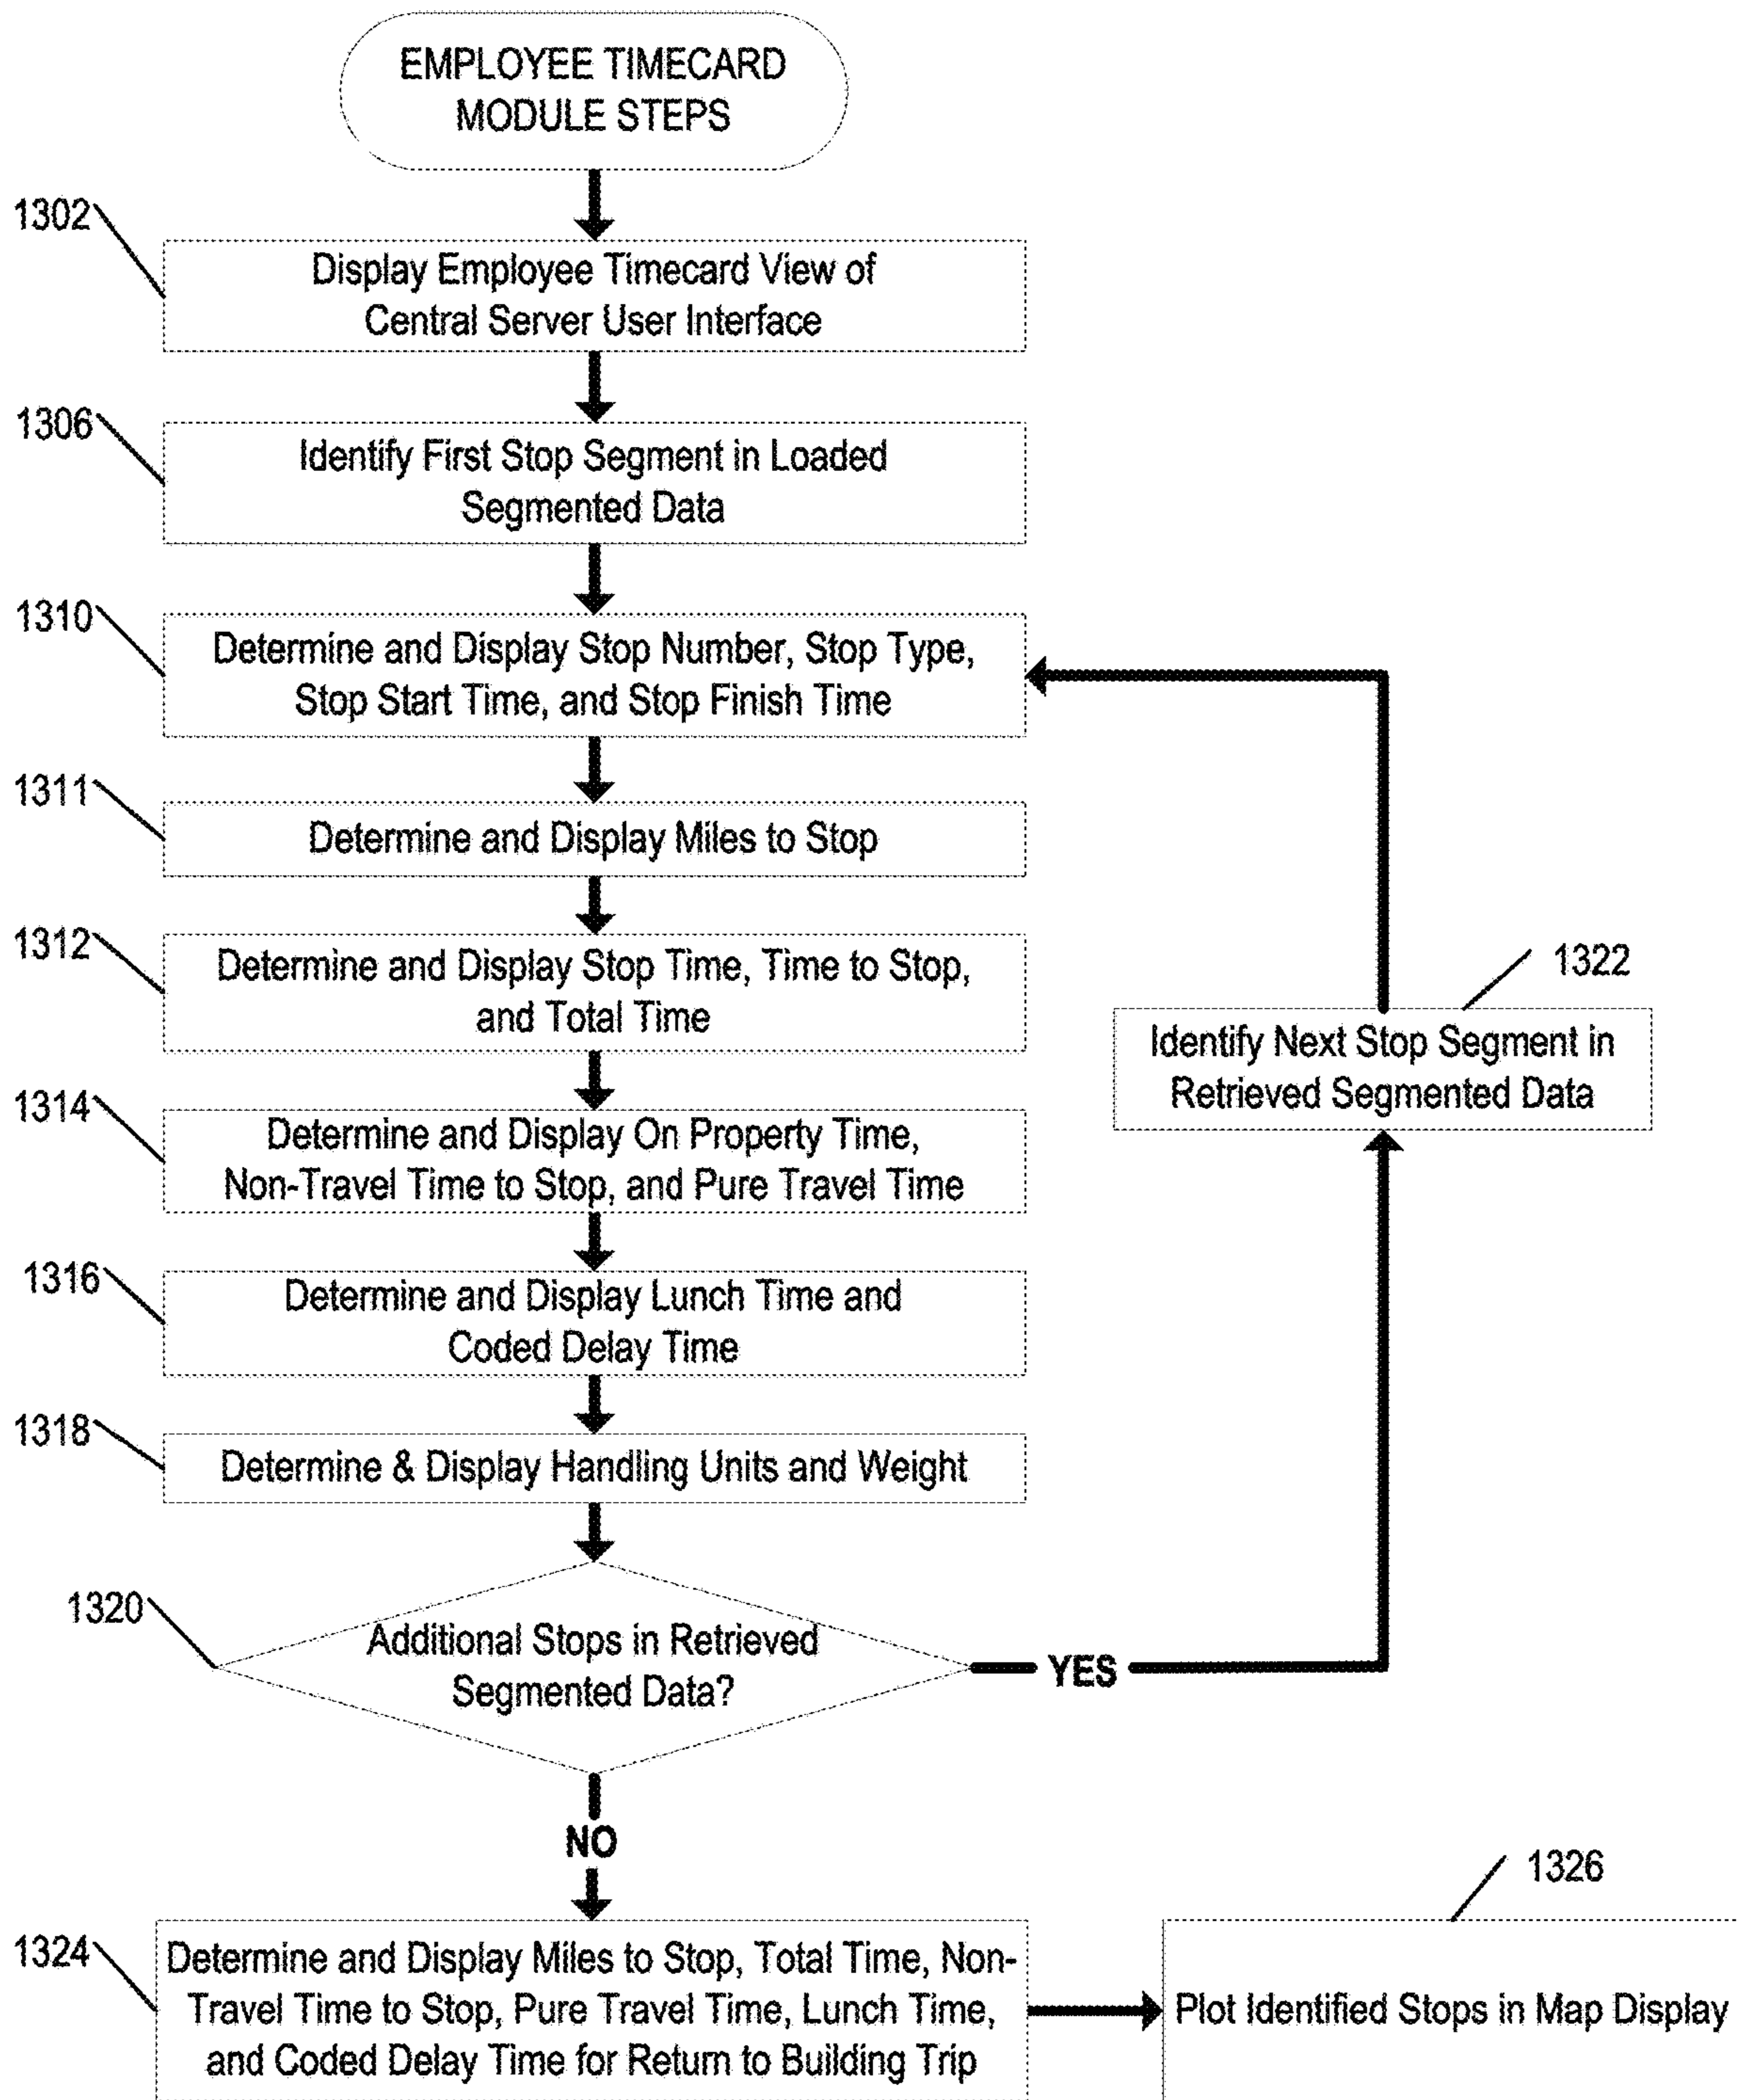 EMPLOYEE TIMECARD
MODULE STEPS
1302
Display Employee Timecard View of
Central Server User Interface
1306
Identify First Stop Segment in Loaded
Segmented Data
1310
Determine and Display Stop Number, Stop Type,
Stop Start Time, and Stop Finish Time
1311
Determine and Display Miles to Stop
1312
Determine and Display Stop Time, Time to Stop,
and Total Time
1322
Identify Next Stop Segment in
Retrieved Segmented Data
1314
Determine and Display On Property Time,
Non-Travel Time to Stop, and Pure Travel Time
1316
Determine and Display Lunch Time and
Coded Delay Time
1318
Determine & Display Handling Units and Weight
1320
Additional Stops in Retrieved
Segmented Data?
YES
NO
1324
Determine and Display Miles to Stop, Total Time, Non-
Travel Time to Stop, Pure Travel Time, Lunch Time,
and Coded Delay Time for Return to Building Trip
1326
Plot Identified Stops in Map Display